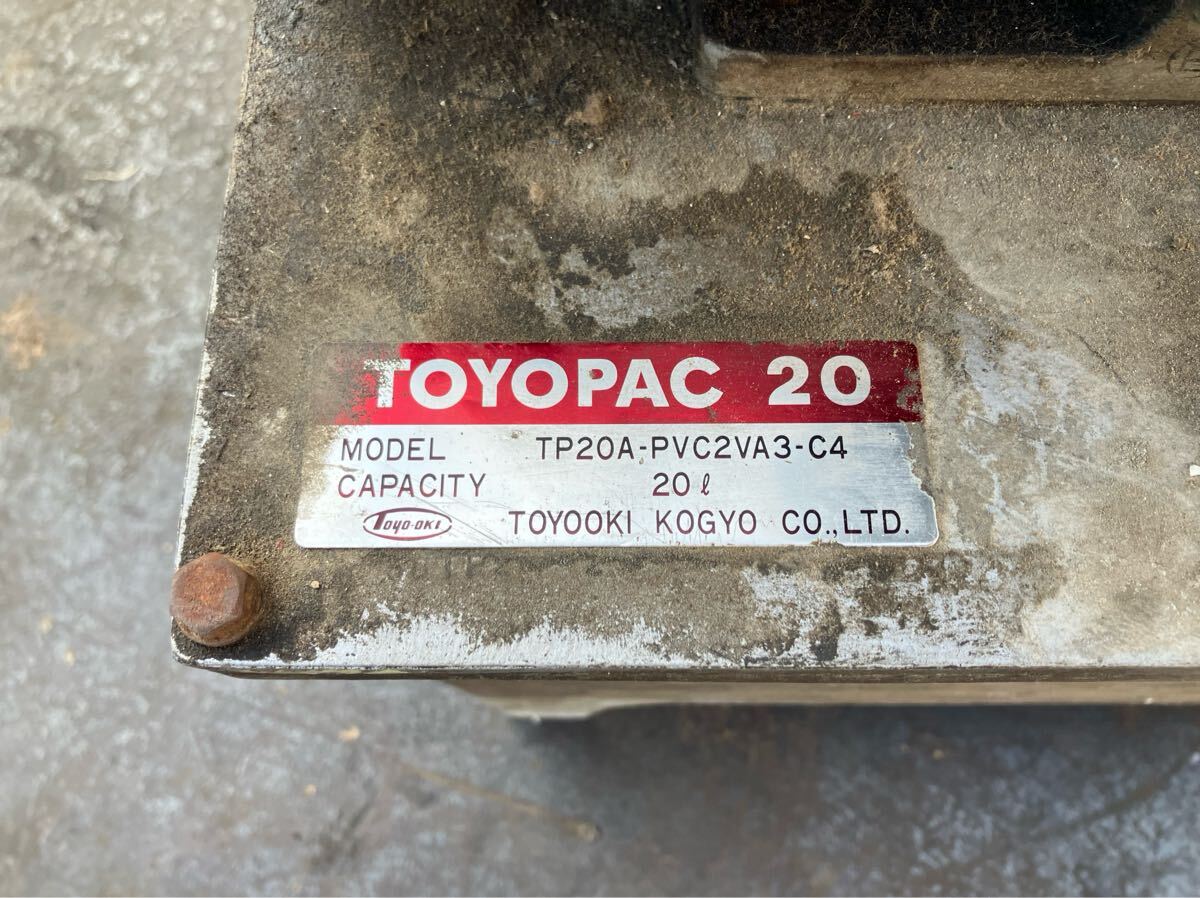 TOYOPAC 20
MODEL TP20A-PVC2VA3-C4
CAPACITY 20ℓ
TOYO-OKI TOYOOKI KOGYO CO.,LTD.